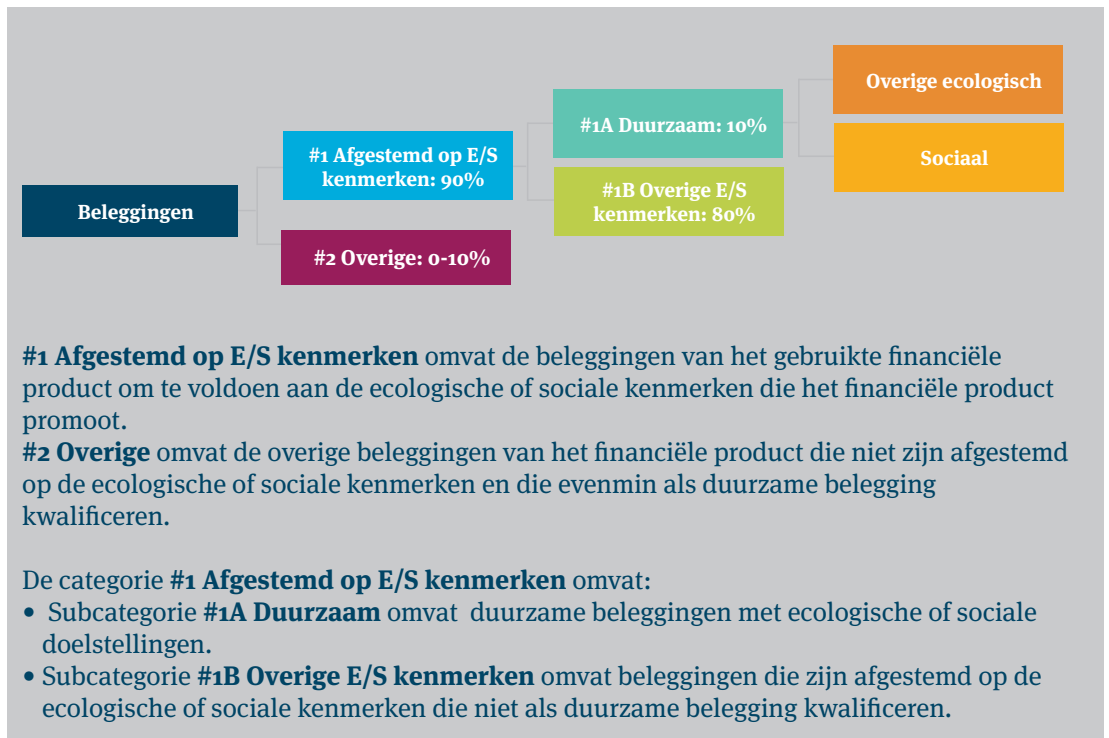 Overige ecologisch
#1A Duurzaam: 10%
#1 Afgestemd op E/S
kenmerken: 90%
Sociaal
#1B Overige E/S
kenmerken: 80%
Beleggingen
#2 Overige: 0-10%
#1 Afgestemd op E/S kenmerken omvat de beleggingen van het gebruikte financiële
product om te voldoen aan de ecologische of sociale kenmerken die het financiële product
promoot.
#2 Overige omvat de overige beleggingen van het financiële product die niet zijn afgestemd
op de ecologische of sociale kenmerken en die evenmin als duurzame belegging
kwalificeren.
De categorie #1 Afgestemd op E/S kenmerken omvat:
• Subcategorie #1A Duurzaam omvat duurzame beleggingen met ecologische of sociale
doelstellingen.
• Subcategorie #1B Overige E/S kenmerken omvat beleggingen die zijn afgestemd op de
ecologische of sociale kenmerken die niet als duurzame belegging kwalificeren.